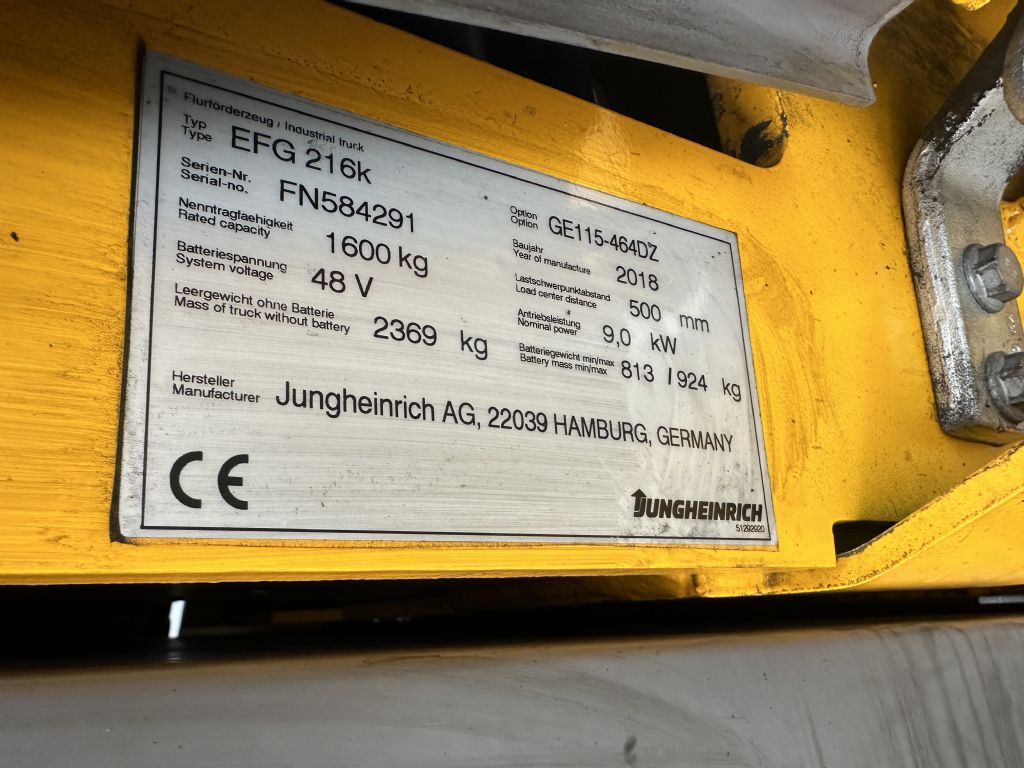 Flurförderzeug / Industrial truck
Typ
Type EFG 216k
Serien-Nr.
Serial-no. FN584291
Nenntragfaehigkeit
Rated capacity 1600 kg
Batteriespannung
System voltage 48 V
Leergewicht ohne Batterie
Mass of truck without battery 2369 kg
Option
Option GE115-464DZ
Baujahr
Year of manufacture 2018
Lastschwerpunktabstand
Load center distance 500 mm
Antriebsleistung
Nominal power 9,0 kW
Batteriegewicht min/max
Battery mass min/max 813 / 924 kg
Hersteller
Manufacturer Jungheinrich AG, 22039 HAMBURG, GERMANY
CE
JUNGHEINRICH
51292920